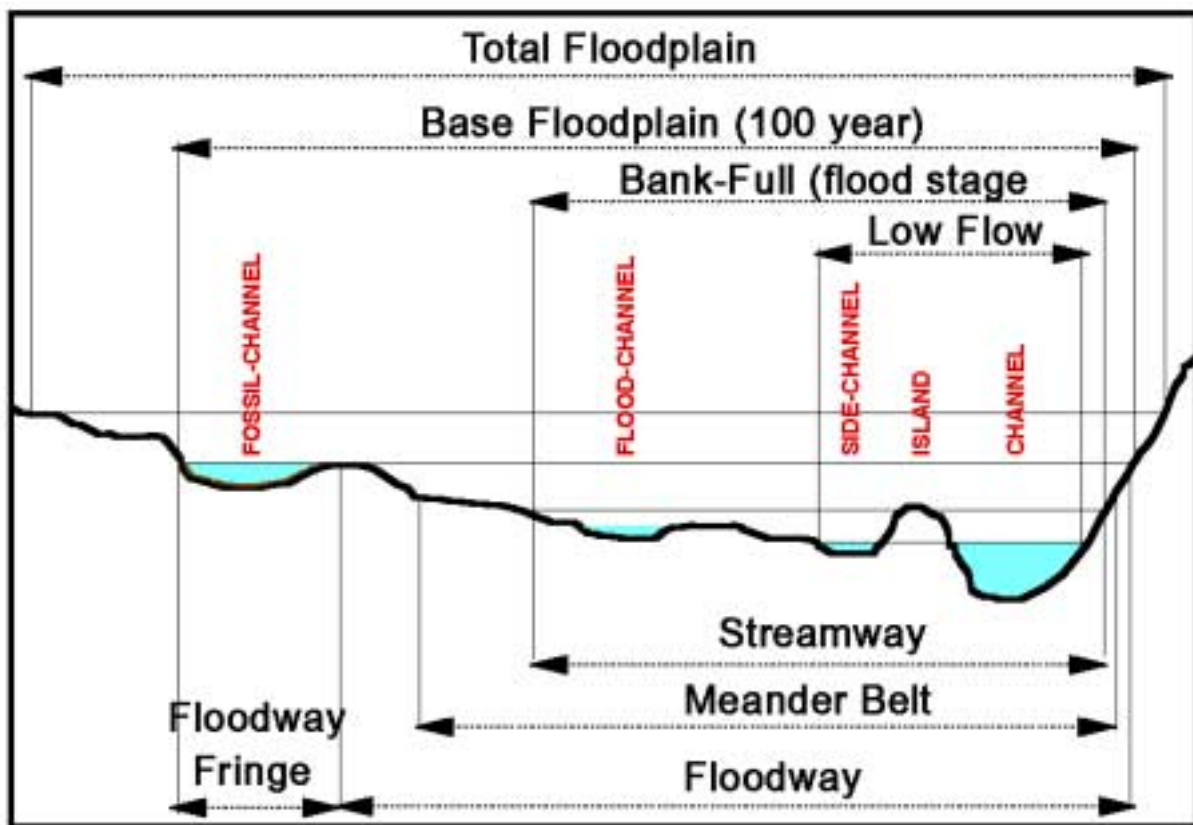 Total Floodplain
Base Floodplain (100 year)
Bank-Full (flood stage
Low Flow
FOSSIL-CHANNEL
FLOOD-CHANNEL
SIDE-CHANNEL
ISLAND
CHANNEL
Streamway
Meander Belt
Floodway
Fringe
Floodway